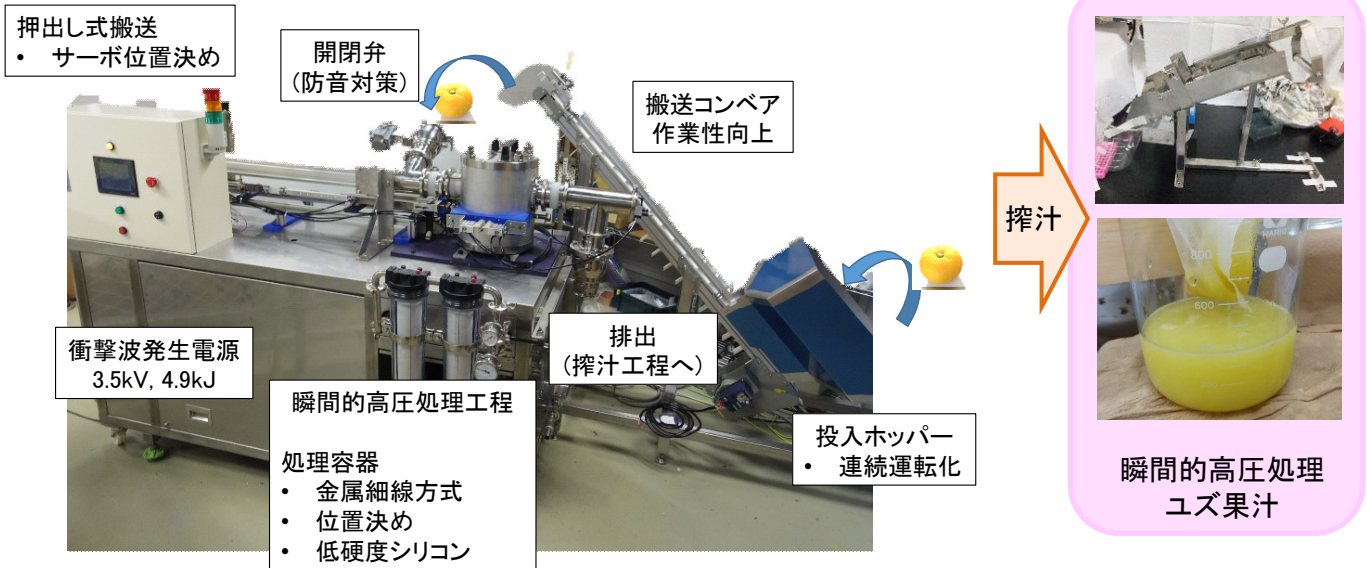 押出し式搬送
• サーボ位置決め
開閉弁
(防音対策)
搬送コンベア
作業性向上
搾汁
衝撃波発生電源
3.5kV, 4.9kJ
瞬間的高圧処理工程
処理容器
• 金属細線方式
• 位置決め
• 低硬度シリコン
排出
(搾汁工程へ)
投入ホッパー
• 連続運転化
800
600
瞬間的高圧処理
ユズ果汁